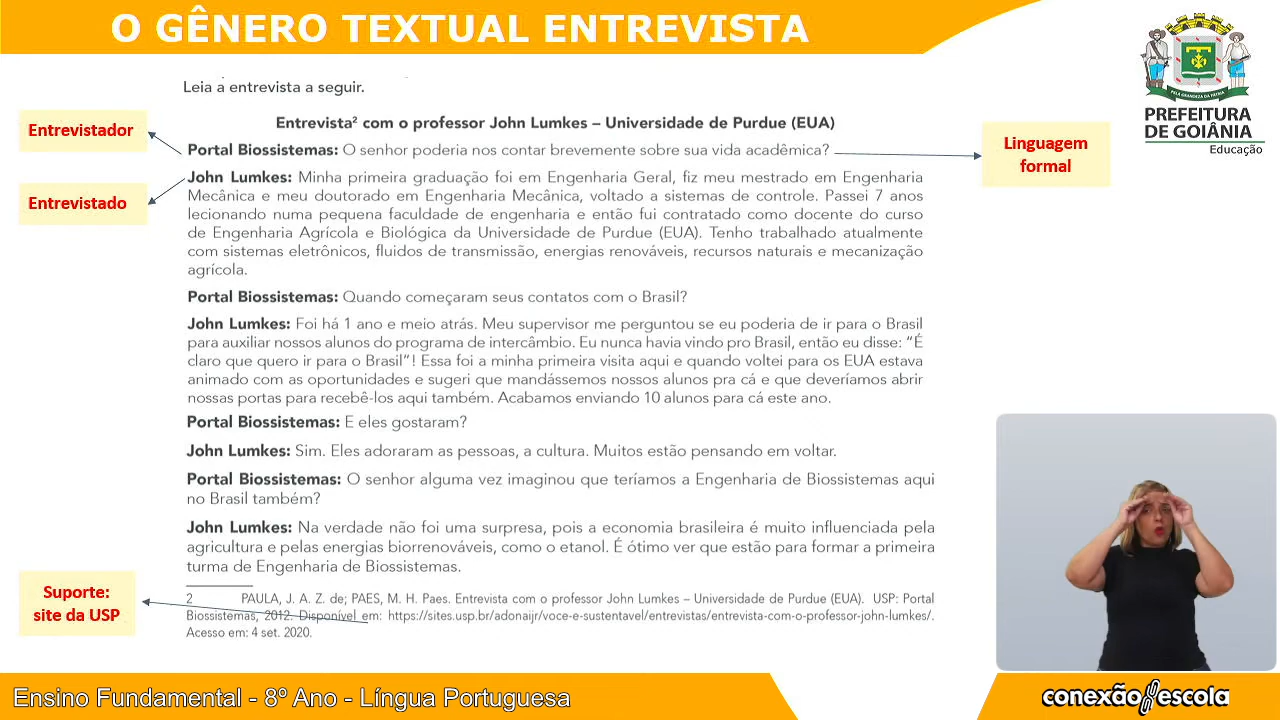 O GÊNERO TEXTUAL ENTREVISTA
PELA GRANDEZA DA PÁTRIA
PREFEITURA
DE GOIÂNIA
Educação
Leia a entrevista a seguir.
Entrevistador
Entrevistado
Linguagem
formal
Entrevista² com o professor John Lumkes – Universidade de Purdue (EUA)
Portal Biossistemas: O senhor poderia nos contar brevemente sobre sua vida acadêmica?
John Lumkes: Minha primeira graduação foi em Engenharia Geral, fiz meu mestrado em Engenharia
Mecânica e meu doutorado em Engenharia Mecânica, voltado a sistemas de controle. Passei 7 anos
lecionando numa pequena faculdade de engenharia e então fui contratado como docente do curso
de Engenharia Agrícola e Biológica da Universidade de Purdue (EUA). Tenho trabalhado atualmente
com sistemas eletrônicos, fluidos de transmissão, energias renováveis, recursos naturais e mecanização
agrícola.
Portal Biossistemas: Quando começaram seus contatos com o Brasil?
John Lumkes: Foi há 1 ano e meio atrás. Meu supervisor me perguntou se eu poderia de ir para o Brasil
para auxiliar nossos alunos do programa de intercâmbio. Eu nunca havia vindo pro Brasil, então eu disse: “É
claro que quero ir para o Brasil”! Essa foi a minha primeira visita aqui e quando voltei para os EUA estava
animado com as oportunidades e sugeri que mandássemos nossos alunos pra cá e que deveríamos abrir
nossas portas para recebê-los aqui também. Acabamos enviando 10 alunos para cá este ano.
Portal Biossistemas: E eles gostaram?
John Lumkes: Sim. Eles adoraram as pessoas, a cultura. Muitos estão pensando em voltar.
Portal Biossistemas: O senhor alguma vez imaginou que teríamos a Engenharia de Biossistemas aqui
no Brasil também?
John Lumkes: Na verdade não foi uma surpresa, pois a economia brasileira é muito influenciada pela
agricultura e pelas energias biorrenováveis, como o etanol. É ótimo ver que estão para formar a primeira
turma de Engenharia de Biossistemas.
Suporte:
site da USP
2 PAULA, J. A. Z. de; PAES, M. H. Paes. Entrevista com o professor John Lumkes – Universidade de Purdue (EUA). USP: Portal
Biossistemas, 2012. Disponível em: https://sites.usp.br/adonaijr/voce-e-sustentavel/entrevistas/entrevista-com-o-professor-john-lumkes/.
Acesso em: 4 set. 2020.
Ensino Fundamental - 8º Ano - Língua Portuguesa
conexão escola